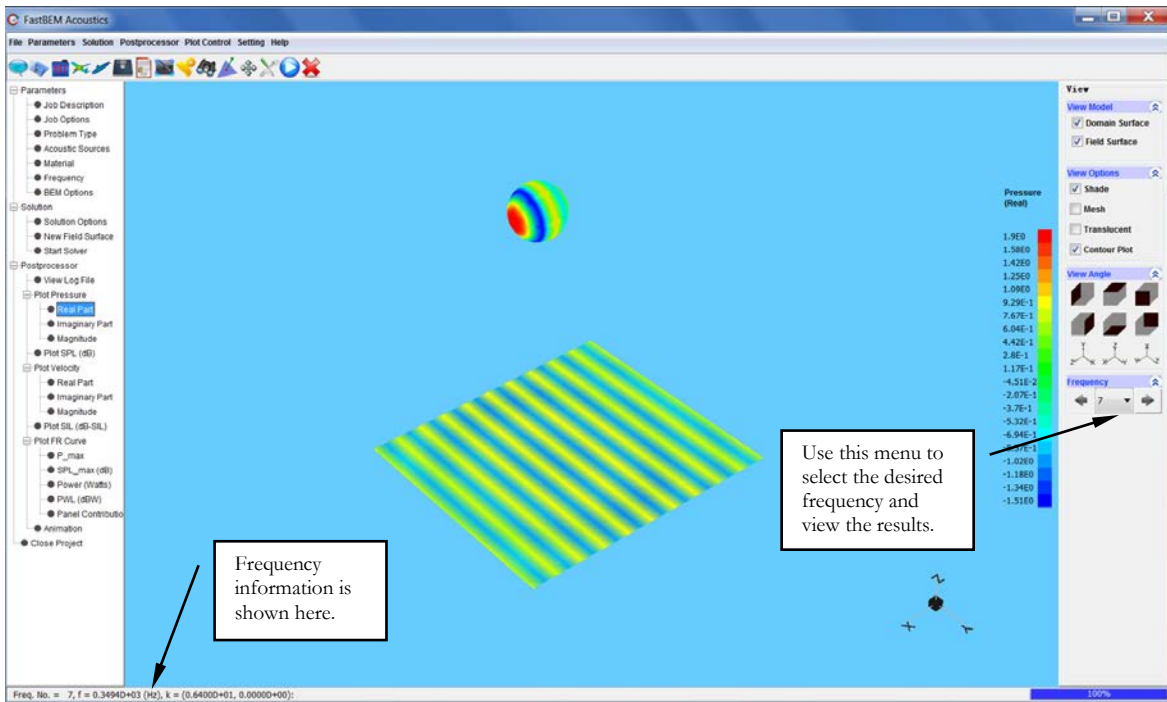 FastBEM Acoustics
File Parameters Solution Postprocessor Plot Control Setting Help
Parameters
Job Description
Job Options
Problem Type
Acoustic Sources
Material
Frequency
BEM Options
Solution
Solution Options
New Field Surface
Start Solver
Postprocessor
View Log File
Plot Pressure
Real Part
Imaginary Part
Magnitude
Plot SPL (dB)
Plot Velocity
Real Part
Imaginary Part
Magnitude
Plot SIL (dB-SIL)
Plot FR Curve
P_max
SPL_max (dB)
Power (Watts)
PWL (dBW)
Panel Contributio
Animation
Close Project
Frequency
information is
shown here.
Pressure
(Real)
1.9E0
1.58E0
1.42E0
1.25E0
1.09E0
9.29E-1
7.67E-1
6.04E-1
4.42E-1
2.8E-1
1.17E-1
-4.51E-2
-2.07E-1
-3.7E-1
-5.32E-1
-6.94E-1
-1.02E0
-1.18E0
-1.34E0
-1.51E0
Use this menu to
select the desired
frequency and
view the results.
Z
X
Y
View
View Model
Domain Surface
Field Surface
View Options
Shade
Mesh
Translucent
Contour Plot
View Angle
Frequency
7
Freq. No. = 7, f = 0.3494D+03 (Hz), k = (0.6400D+01, 0.0000D+00):
100%